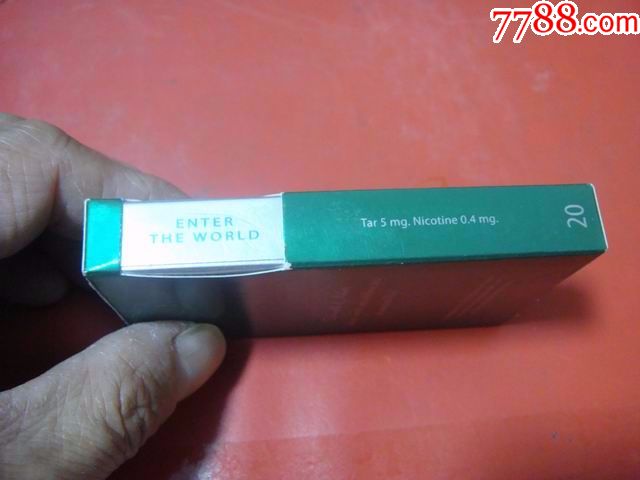 7788.com
ENTER
THE WORLD
Tar 5 mg. Nicotine 0.4 mg.
20